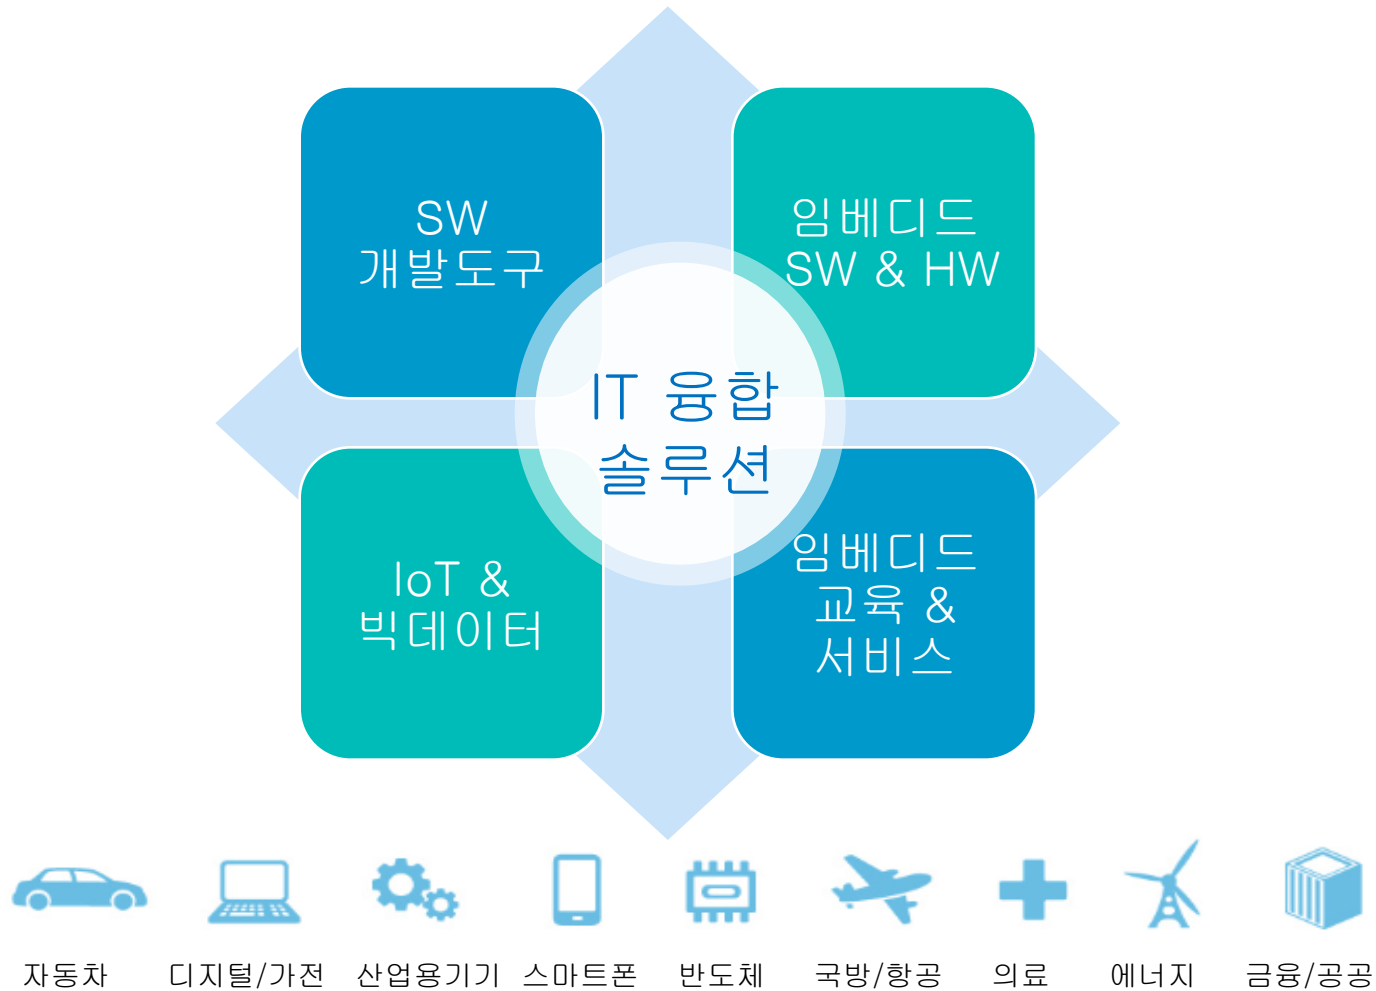 SW
개발도구
임베디드
SW & HW
IT 융합
솔루션
IoT &
빅데이터
임베디드
교육 &
서비스
자동차
디지털/가전
산업용기기
스마트폰
반도체
국방/항공
의료
에너지
금융/공공